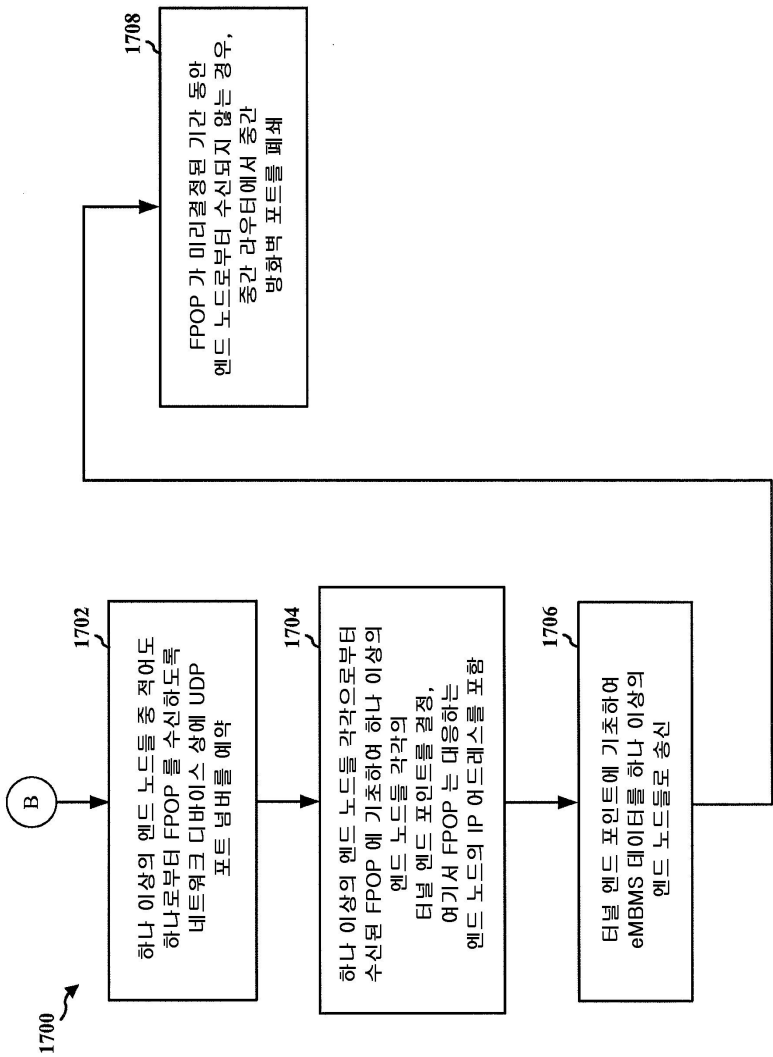 1700
B
1702
하나 이상의 엔드 노드들 중 적어도
하나로부터 FPOP 를 수신하도록
네트워크 디바이스 상에 UDP
포트 넘버를 예약
1704
하나 이상의 엔드 노드들 각각으로부터
수신된 FPOP 에 기초하여 하나 이상의
엔드 노드들 각각의
터널 엔드 포인트를 결정,
여기서 FPOP 는 대응하는
엔드 노드의 IP 어드레스를 포함
1706
터널 엔드 포인트에 기초하여
eMBMS 데이터를 하나 이상의
엔드 노드들로 송신
1708
FPOP 가 미리결정된 기간 동안
엔드 노드로부터 수신되지 않는 경우,
중간 라우터에서 중간
방화벽 포트를 폐쇄